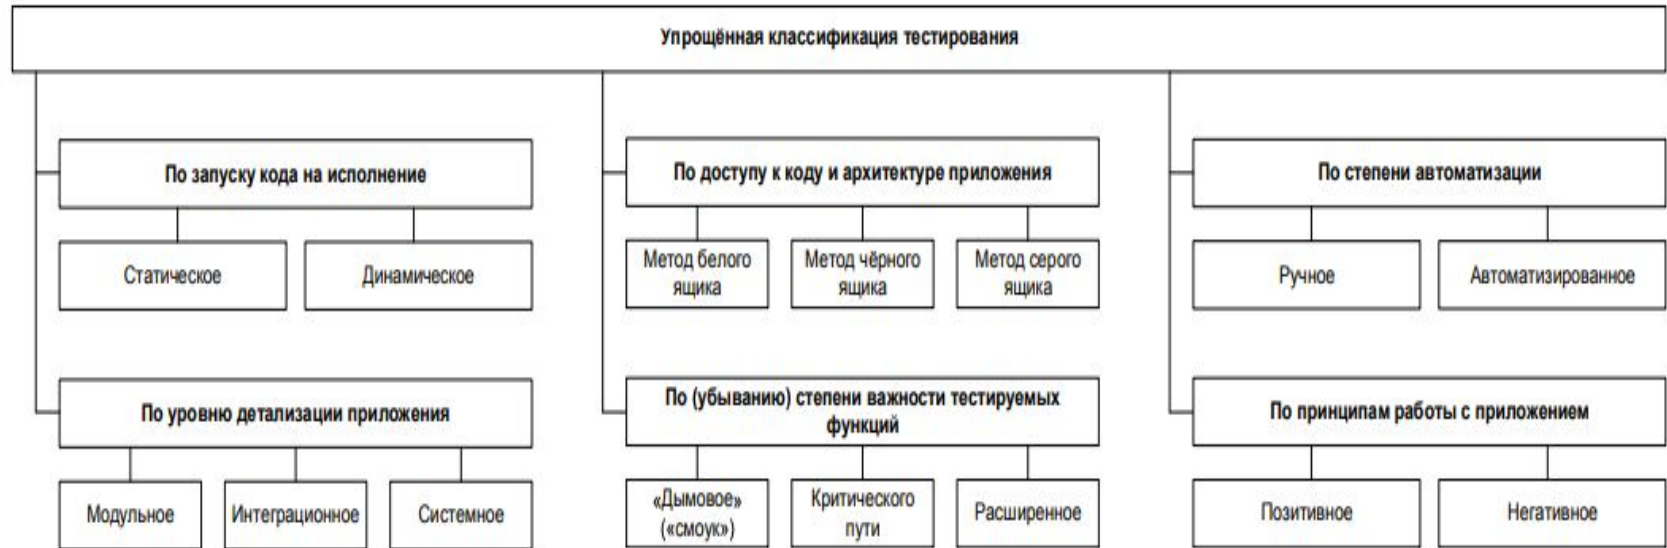 Упрощённая классификация тестирования
По запуску кода на исполнение
Статическое
Динамическое
По доступу к коду и архитектуре приложения
Метод белого
ящика
Метод чёрного
ящика
Метод серого
ящика
По степени автоматизации
Ручное
Автоматизированное
По уровню детализации приложения
Модульное
Интеграционное
Системное
По (убыванию) степени важности тестируемых
функций
«Дымовое»
(«смоук»)
Критического
пути
Расширенное
По принципам работы с приложением
Позитивное
Негативное